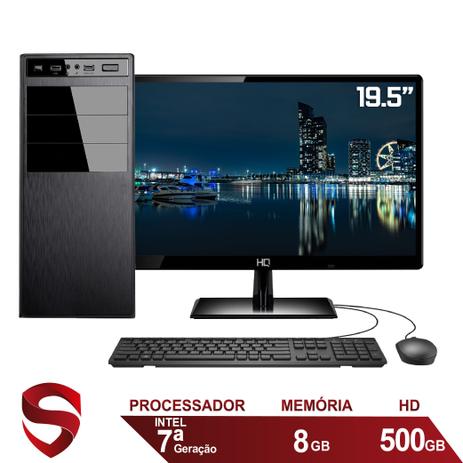 19.5”
HQ
PROCESSADOR
INTEL
7ª
Geração
MEMÓRIA
8GB
HD
500GB